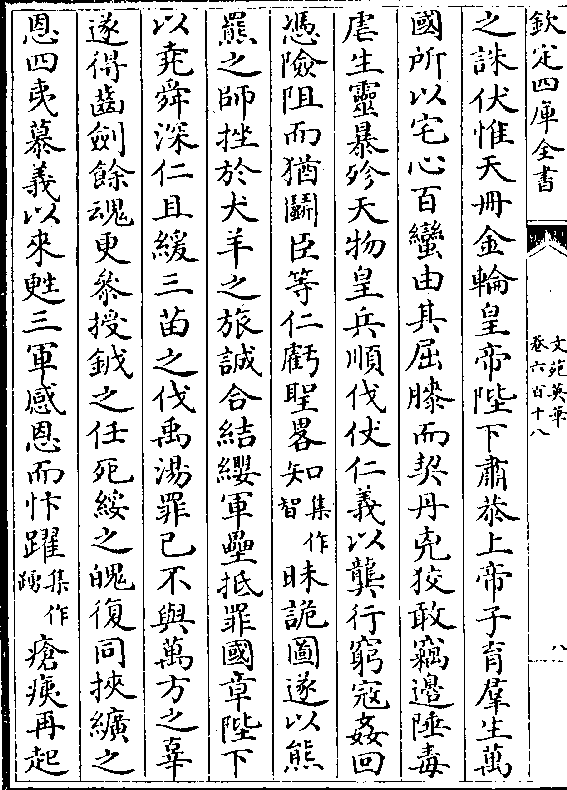 欽定四庫全書
文苑英華
卷六百十八
八
之誅伏惟天冊金輪皇帝陛下肅恭上帝子育羣生萬
國所以宅心百蠻由其屈膝而契丹兇狡敢竊邊陲毒
虐生靈暴殄天物皇兵順伐伏仁義以龔行窮寇姦回
憑險阻而猶鬭臣等仁虧聖畧知集作智昧詭圖遂以熊
羆之師挫於犬羊之旅誠合結纓軍壘抵罪國章陛下
以堯舜深仁且緩三苗之伐禹湯罪已不與萬方之辜
遂得齒劍餘魂更叅授鉞之任死綏之魄復同挾纊之
恩四夷慕義以來甦三軍感恩而忭躍集作踴瘡痍再起